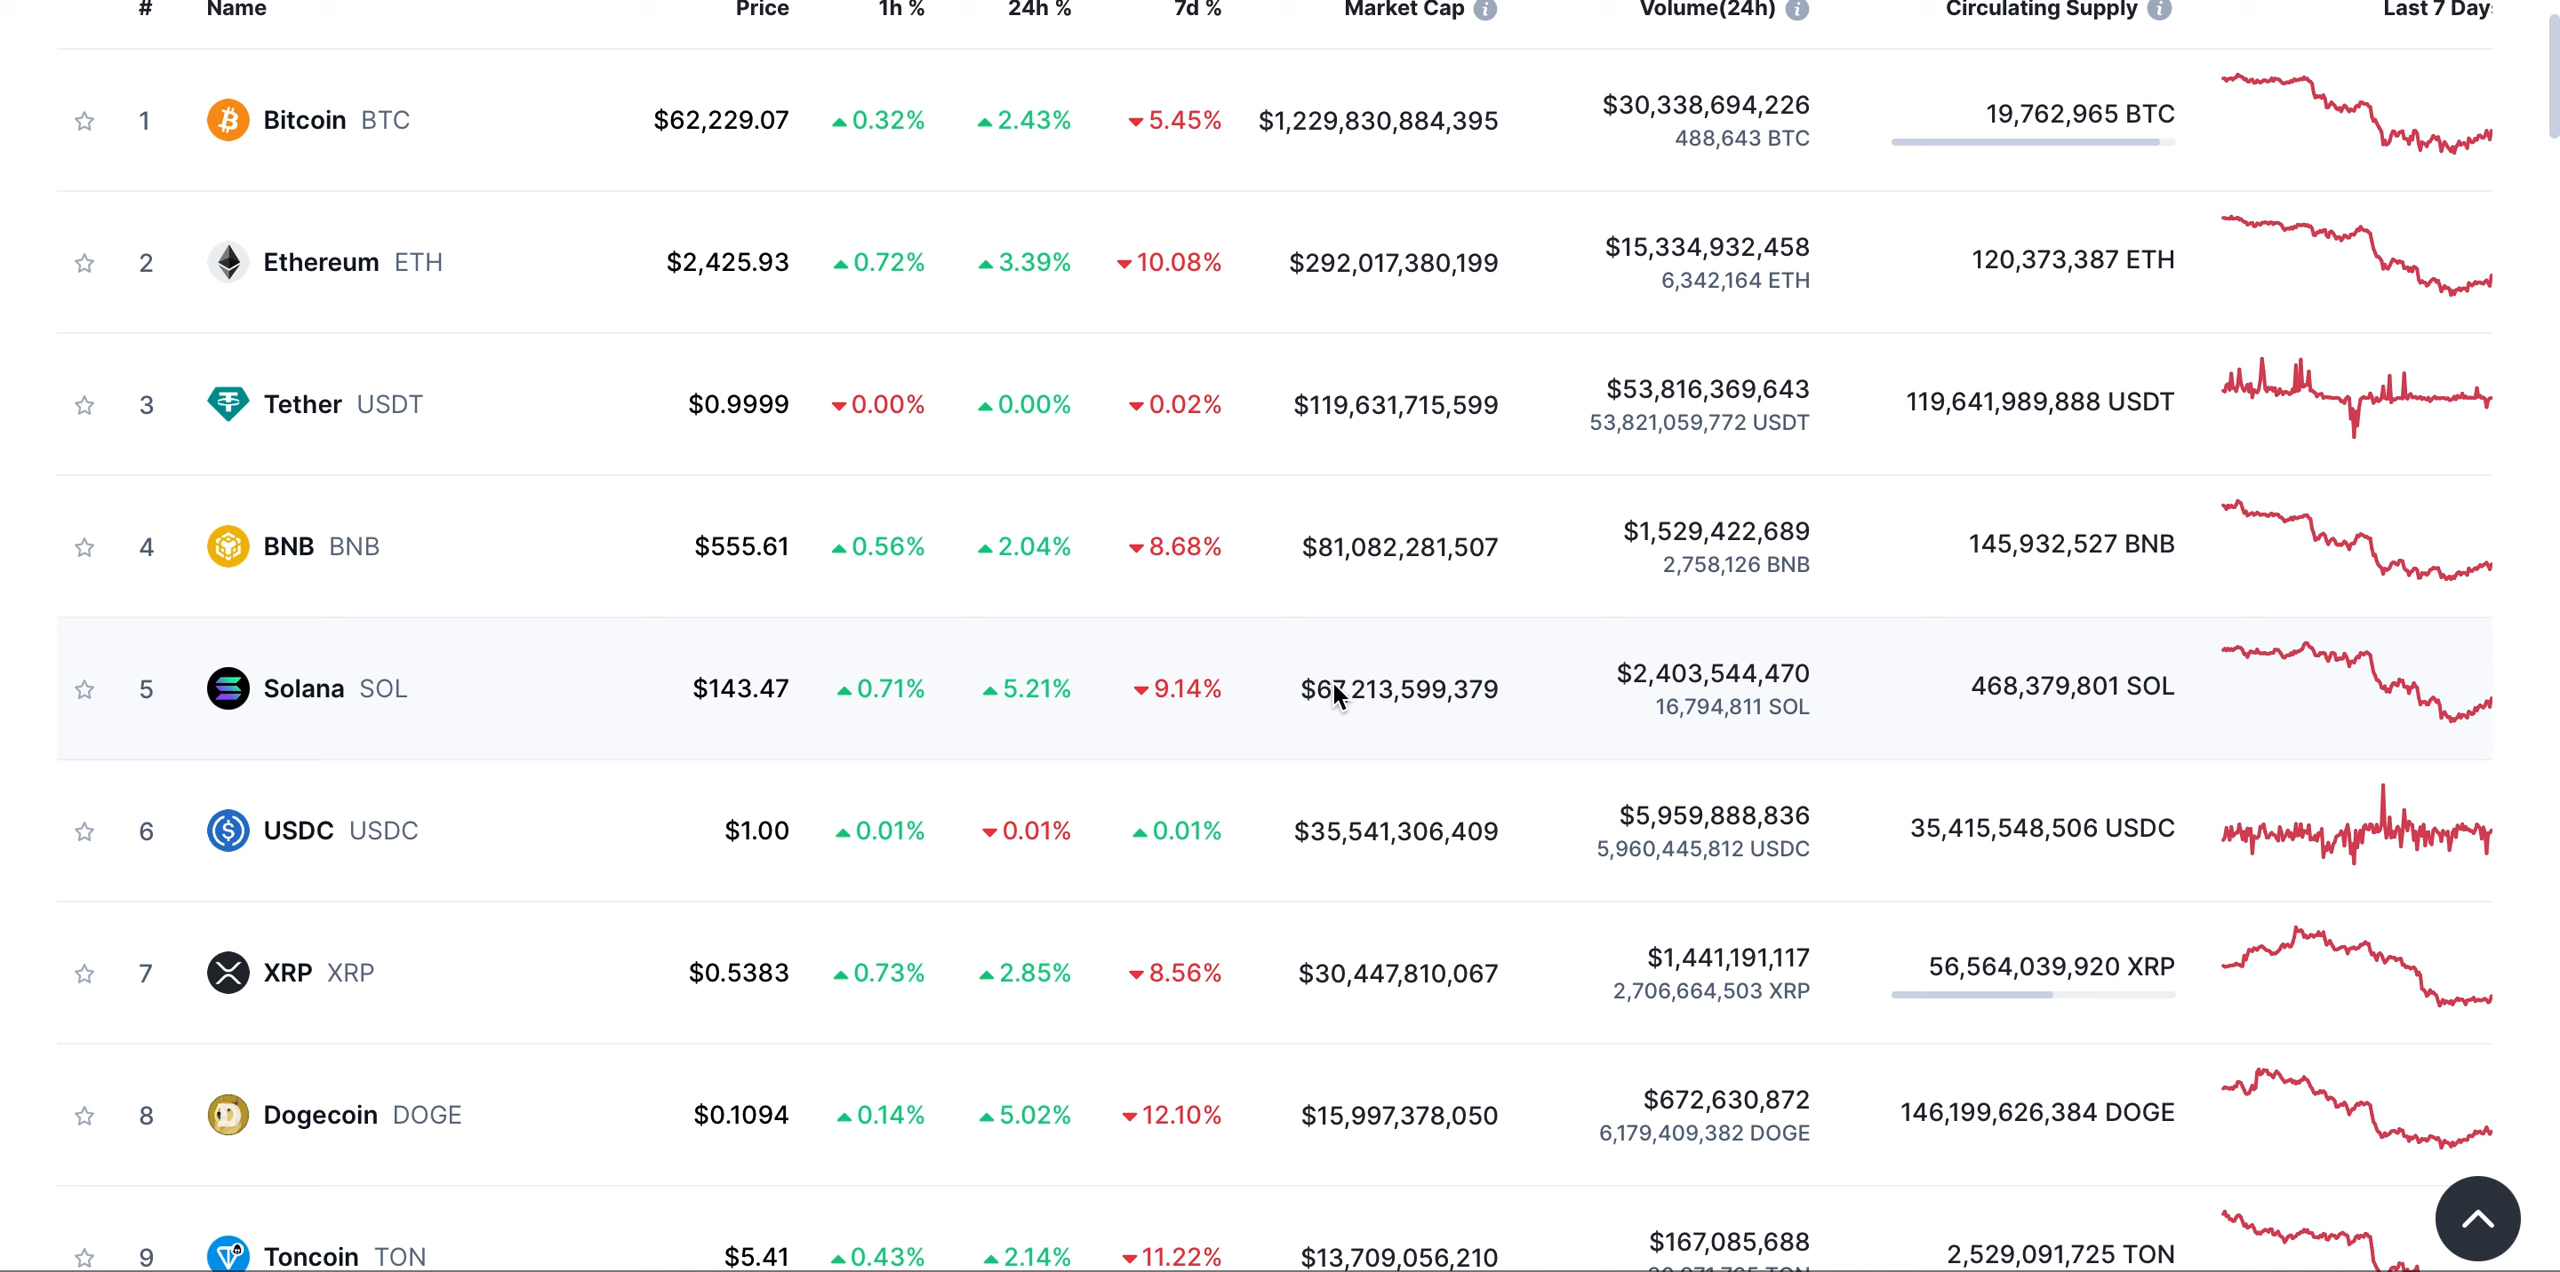 # Name Price 1h % 24h % 7d % Market Cap Volume(24h) Circulating Supply Last 7 Day
1 Bitcoin BTC $62,229.07 0.32% 2.43% 5.45% $1,229,830,884,395 $30,338,694,226 19,762,965 BTC
488,643 BTC
2 Ethereum ETH $2,425.93 0.72% 3.39% 10.08% $292,017,380,199 $15,334,932,458 120,373,387 ETH
6,342,164 ETH
3 Tether USDT $0.9999 0.00% 0.00% 0.02% $119,631,715,599 $53,816,369,643 119,641,989,888 USDT
53,821,059,772 USDT
4 BNB BNB $555.61 0.56% 2.04% 8.68% $81,082,281,507 $1,529,422,689 145,932,527 BNB
2,758,126 BNB
5 Solana SOL $143.47 0.71% 5.21% 9.14% $67,213,599,379 $2,403,544,470 468,379,801 SOL
16,794,811 SOL
6 USDC USDC $1.00 0.01% 0.01% 0.01% $35,541,306,409 $5,959,888,836 35,415,548,506 USDC
5,960,445,812 USDC
7 XRP XRP $0.5383 0.73% 2.85% 8.56% $30,447,810,067 $1,441,191,117 56,564,039,920 XRP
2,706,664,503 XRP
8 Dogecoin DOGE $0.1094 0.14% 5.02% 12.10% $15,997,378,050 $672,630,872 146,199,626,384 DOGE
6,179,409,382 DOGE
9 Toncoin TON $5.41 0.43% 2.14% 11.22% $13,709,056,210 $167,085,688 2,529,091,725 TON